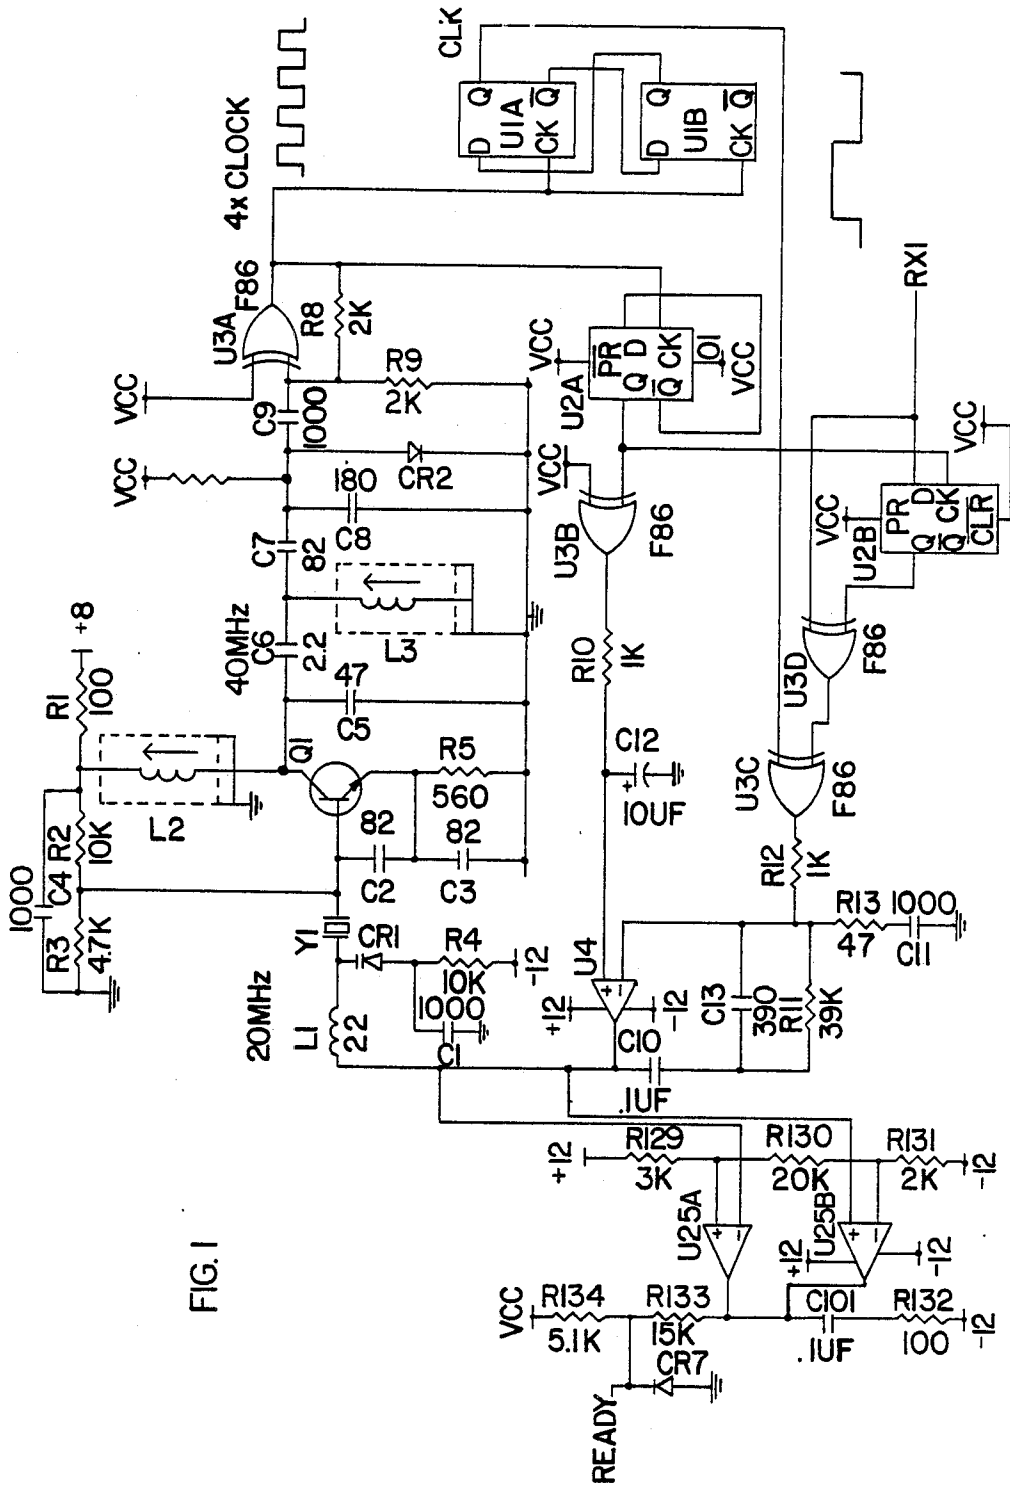 FIG. 1
+8
R1
100
C4
1000
R2
10K
R3
4.7K
L2
20MHz
L1
22
Y1
CR1
R4
10K
-12
1000
C1
Q1
82
C2
82
C3
R5
560
40MHz
47
C5
C6
2.2
L3
C7
82
180
C8
VCC
CR2
C9
1000
VCC
U3A
F86
R8
2K
R9
2K
4x CLOCK
CLK
D
Q
U1A
CK
Q
D
Q
U1B
CK
Q
VCC
U2A
PR
Q
D
Q
CK
101
VCC
VCC
U3B
F86
R10
1K
C12
+
10UF
U4
+
-
+12
-12
C10
.1UF
C13
390
R11
39K
R12
1K
R13
47
1000
C11
U3C
F86
U3D
F86
VCC
U2B
PR
Q
D
Q
CK
CLR
VCC
RX1
+12
R129
3K
R130
20K
R131
2K
-12
U25A
+
-
U25B
+
-
+12
-12
VCC
R134
5.1K
R133
15K
C101
.1UF
R132
100
-12
CR7
READY